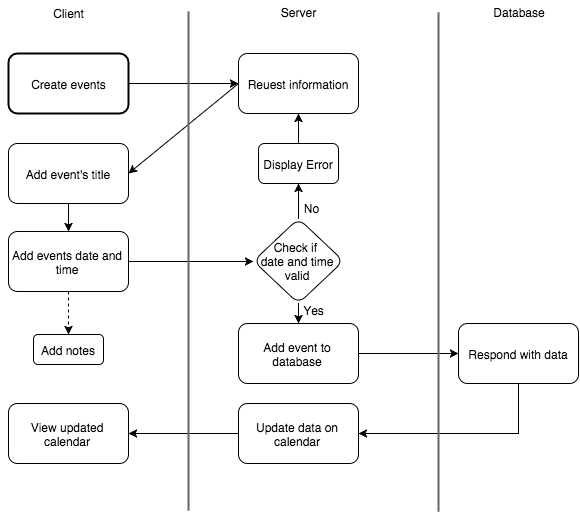 Client
Server
Database
Create events
Reuest information
Display Error
Add event's title
No
Add events date and
time
Check if
date and time
valid
Yes
Add notes
Add event to
database
Respond with data
View updated
calendar
Update data on
calendar